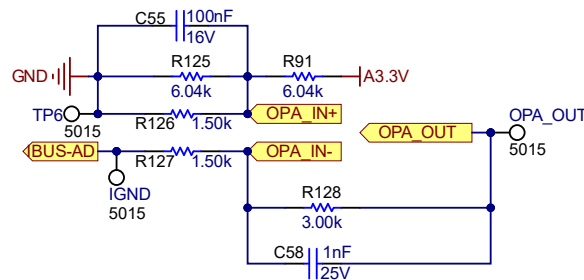 C55
100nF
16V
R125
6.04k
R91
6.04k
GND
A3.3V
TP6
5015
R126
1.50k
OPA_IN+
OPA_OUT
OPA_OUT
5015
IBUS-AD
R127
1.50k
OPA_IN-
IGND
5015
R128
3.00k
C58
1nF
25V